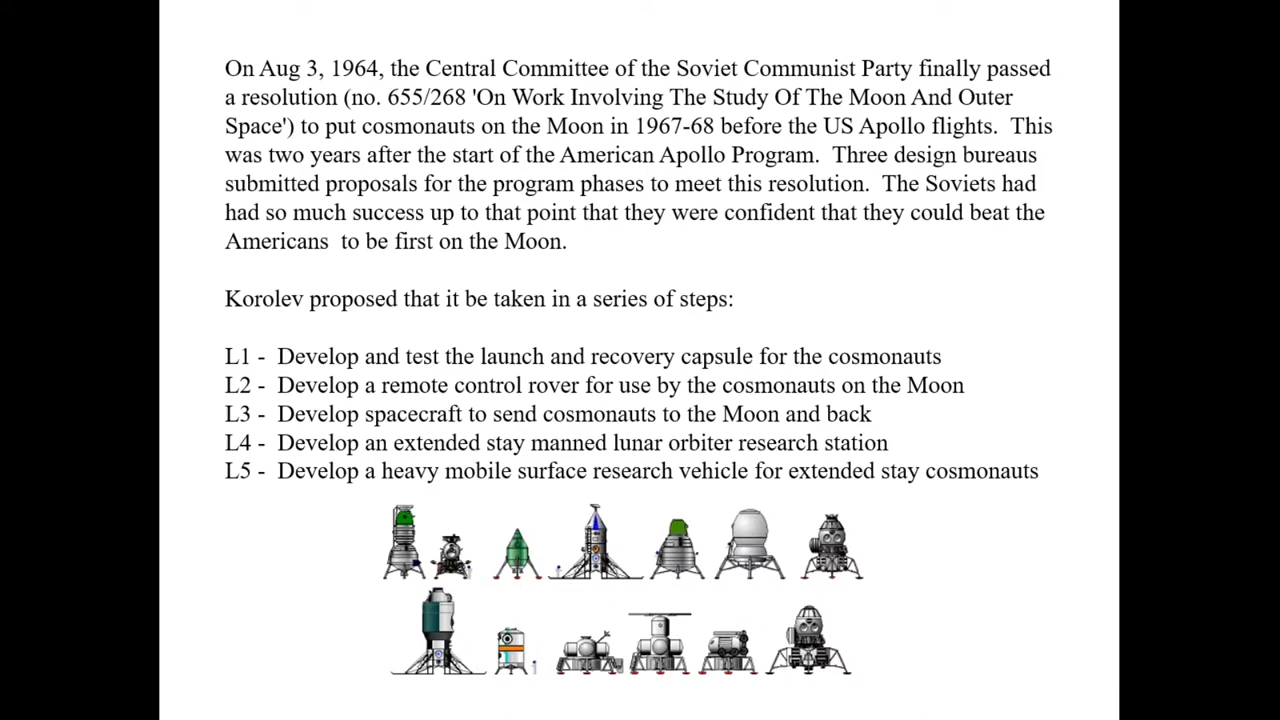 On Aug 3, 1964, the Central Committee of the Soviet Communist Party finally passed
a resolution (no. 655/268 'On Work Involving The Study Of The Moon And Outer
Space') to put cosmonauts on the Moon in 1967-68 before the US Apollo flights.  This
was two years after the start of the American Apollo Program.  Three design bureaus
submitted proposals for the program phases to meet this resolution.  The Soviets had
had so much success up to that point that they were confident that they could beat the
Americans  to be first on the Moon.
Korolev proposed that it be taken in a series of steps:
L1 -  Develop and test the launch and recovery capsule for the cosmonauts
L2 -  Develop a remote control rover for use by the cosmonauts on the Moon
L3 -  Develop spacecraft to send cosmonauts to the Moon and back
L4 -  Develop an extended stay manned lunar orbiter research station
L5 -  Develop a heavy mobile surface research vehicle for extended stay cosmonauts